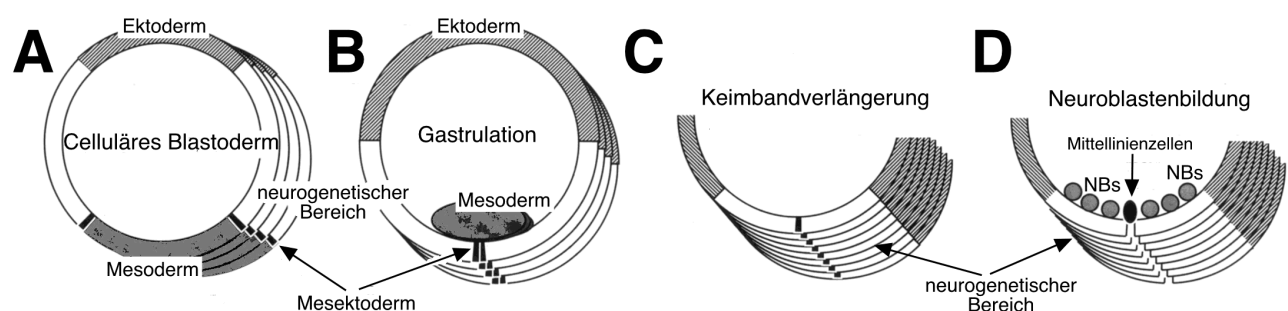 A
Ektoderm
Celluläres Blastoderm
Mesoderm
B
Ektoderm
Gastrulation
neurogenetischer
Bereich
Mesoderm
Mesektoderm
C
Keimbandverlängerung
D
Neuroblastenbildung
Mittellinienzellen
NBs
NBs
neurogenetischer
Bereich